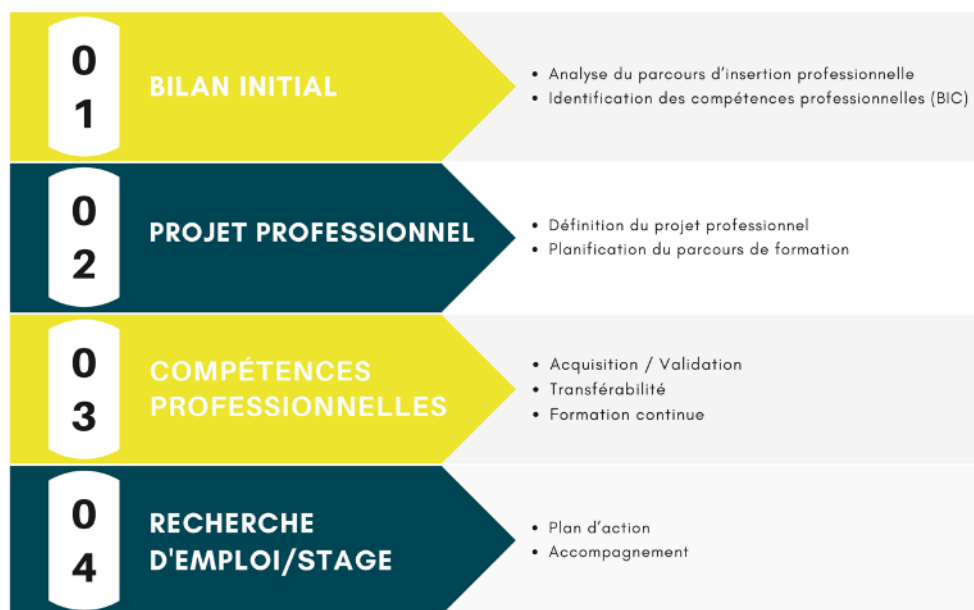 0
1
BILAN INITIAL
• Analyse du parcours d'insertion professionnelle
• Identification des compétences professionnelles (BIC)
0
2
PROJET PROFESSIONNEL
• Définition du projet professionnel
• Planification du parcours de formation
0
3
COMPÉTENCES
PROFESSIONNELLES
• Acquisition / Validation
• Transférabilité
• Formation continue
0
4
RECHERCHE
D'EMPLOI/STAGE
• Plan d'action
• Accompagnement